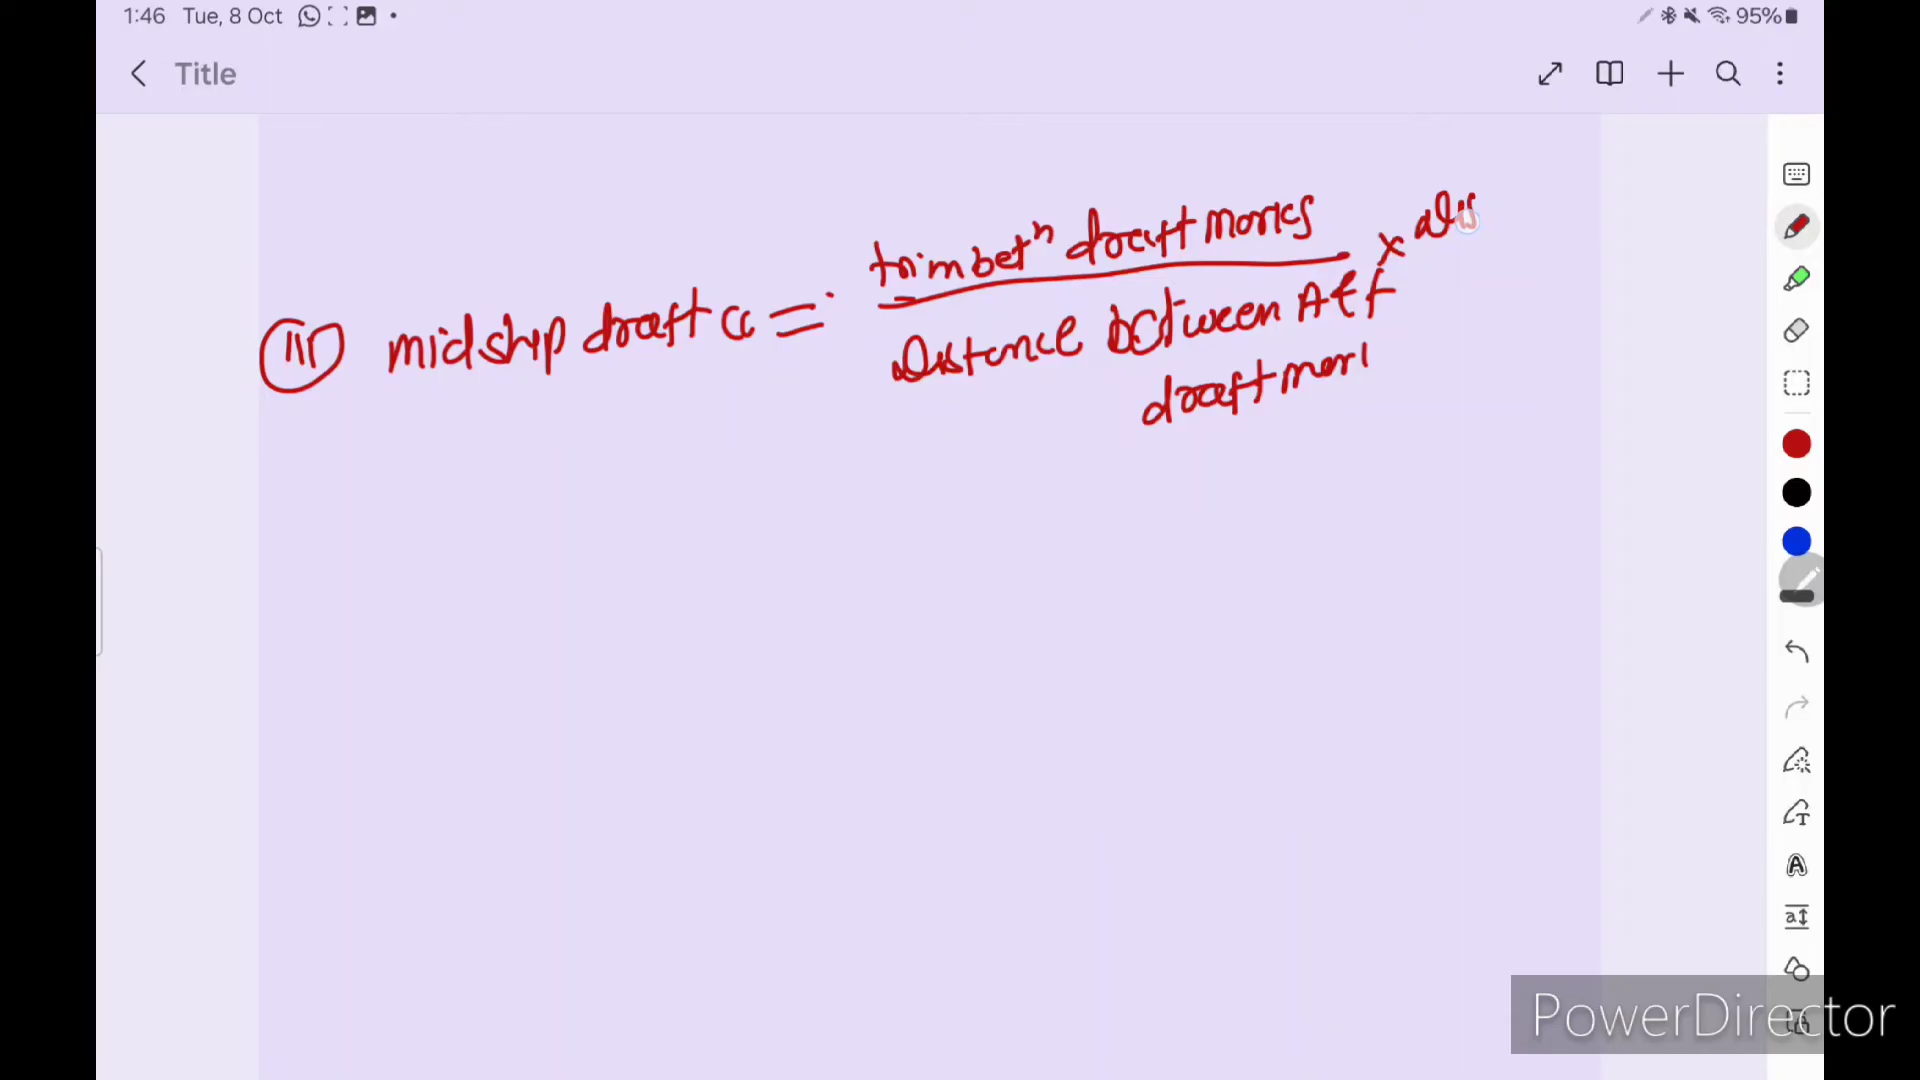 1:46 Tue, 8 Oct 95%
Title
trim betⁿ draft marks
(iii) midship draft cc = × dis
distance between A & F
draft mark
PowerDirector